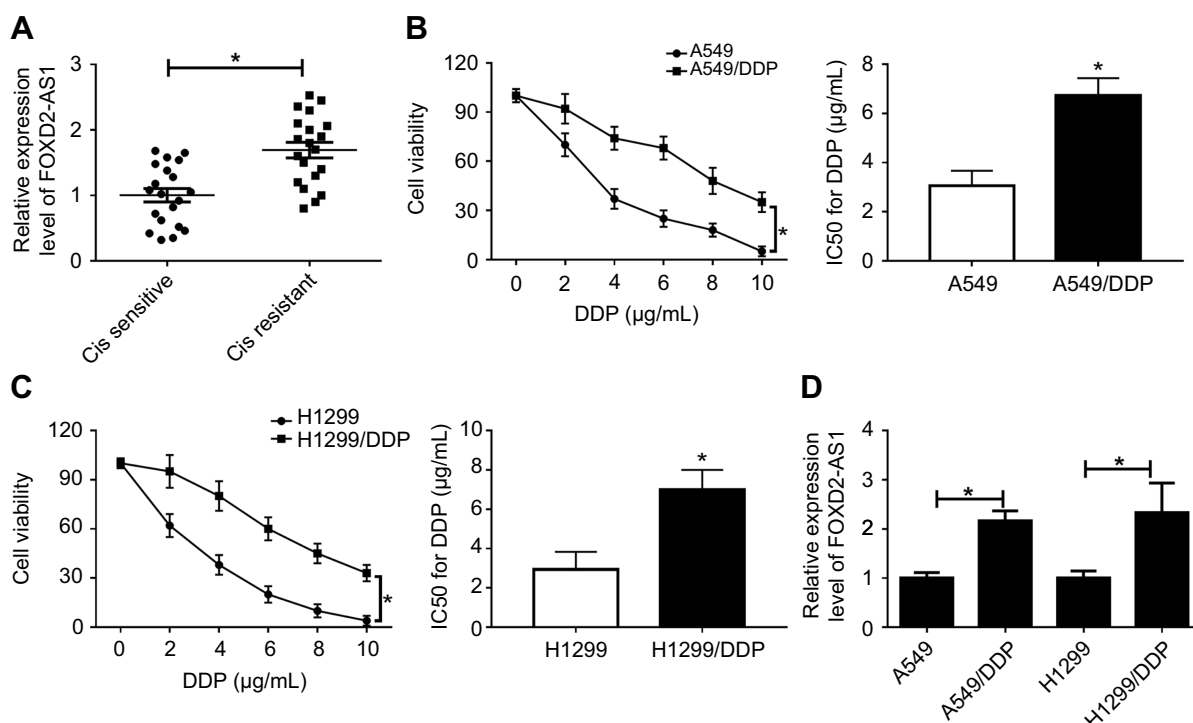 A
Relative expression
level of FOXD2-AS1
3
2
1
0
*
Cis sensitive
Cis resistant
B
Cell viability
120
90
60
30
0
A549
A549/DDP
*
0 2 4 6 8 10
DDP (µg/mL)
IC50 for DDP (µg/mL)
8
6
4
2
0
*
A549
A549/DDP
C
Cell viability
120
90
60
30
0
H1299
H1299/DDP
*
0 2 4 6 8 10
DDP (µg/mL)
IC50 for DDP (µg/mL)
10
8
6
4
2
0
*
H1299
H1299/DDP
D
Relative expression
level of FOXD2-AS1
4
3
2
1
0
*
*
A549
A549/DDP
H1299
H1299/DDP